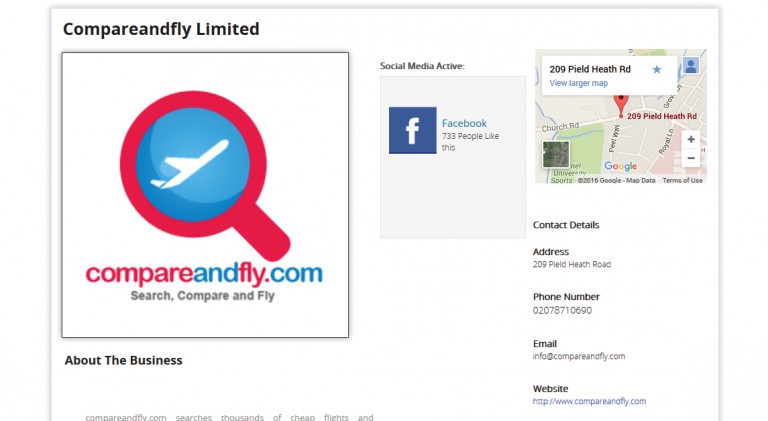 Compareandfly Limited
compareandfly.com
Search, Compare and Fly
About The Business
compareandfly.com searches thousands of cheap flights and
Social Media Active:
f
Facebook
733 People Like
this
209 Pield Heath Rd
View larger map
209 Pield Heath Rd
Church Rd
Peel Way
Royal Ln
Grov
nel
University
Sports
+
−
Google
©2016 Google - Map Data
Terms of Use
Contact Details
Address
209 Pield Heath Road
Phone Number
02078710690
Email
info@compareandfly.com
Website
http://www.compareandfly.com